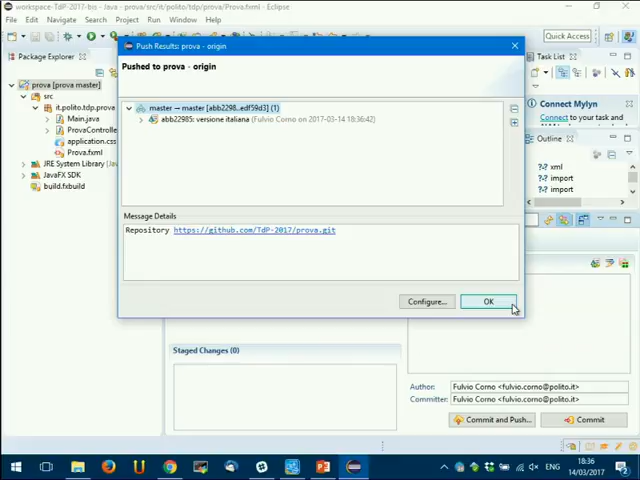 workspace-TdP-2017-bis - Java - prova/src/it/polito/tdp/prova/Prova.fxml - Eclipse
File Edit Navigate Search Project Run Window Help
Quick Access
Package Explorer
prova [prova master]
src
it.polito.tdp.prova
Main.java
ProvaController
application.css
Prova.fxml
JRE System Library [
JavaFX SDK
build.fxbuild
Push Results: prova - origin
Pushed to prova - origin
master → master [abb2298..edf59d3] (1)
abb22985: versione italiana (Fulvio Corno on 2017-03-14 18:36:42)
Message Details
Repository https://github.com/TdP-2017/prova.git
Configure...
OK
Task List
Connect Mylyn
Connect to your task and
Outline
xml
import
import
Staged Changes (0)
Author: Fulvio Corno <fulvio.corno@polito.it>
Committer: Fulvio Corno <fulvio.corno@polito.it>
Commit and Push...
Commit
ENG
18:36
14/03/2017